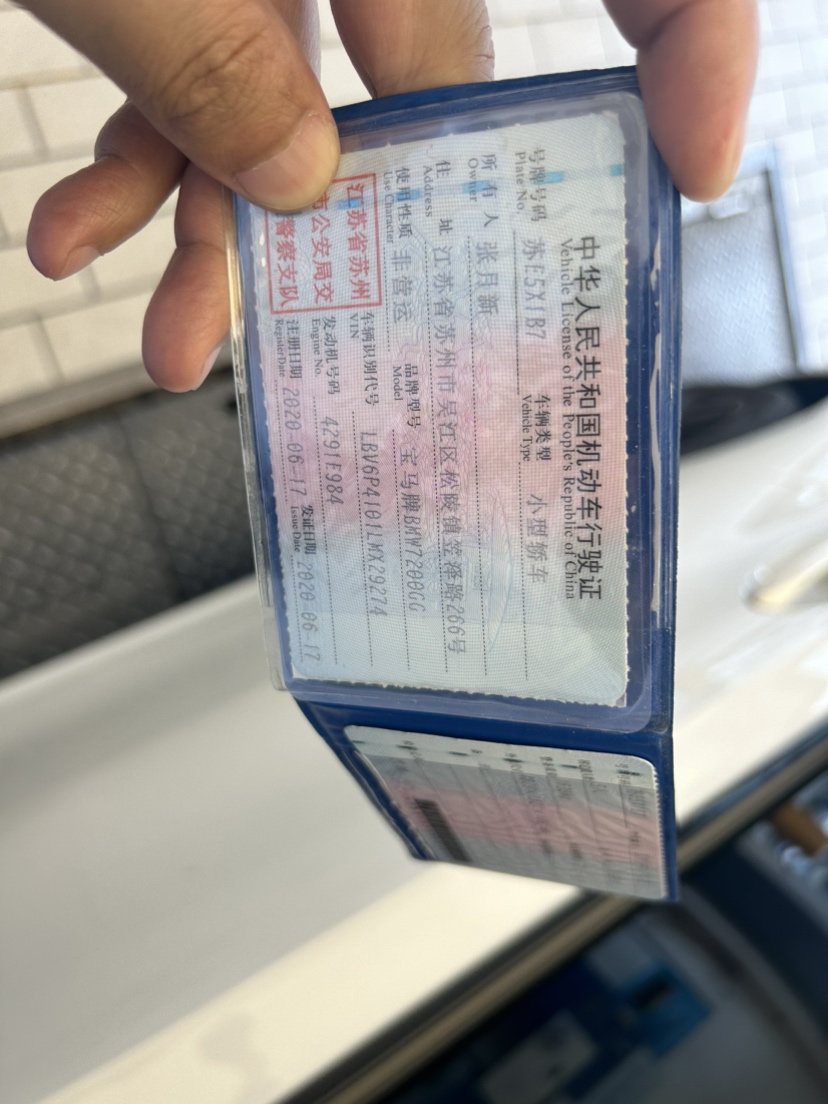 中华人民共和国机动车行驶证
Vehicle License of the People's Republic of China
号牌号码 苏E5X1B7 车辆类型 小型轿车
Plate No. Vehicle Type
所有人 张月新
Owner
住址 江苏省苏州市吴江区松陵镇笠泽路266号
Address
使用性质 非营运 品牌型号 宝马牌BMW7200GG
Use Character Model
江苏省苏州
市公安局交
警察支队
车辆识别代号 LBV6P4101LMX29274
VIN
发动机号码 4291F984
Engine No.
注册日期 2020-06-17 发证日期 2020-06-17
Register Date Issue Date